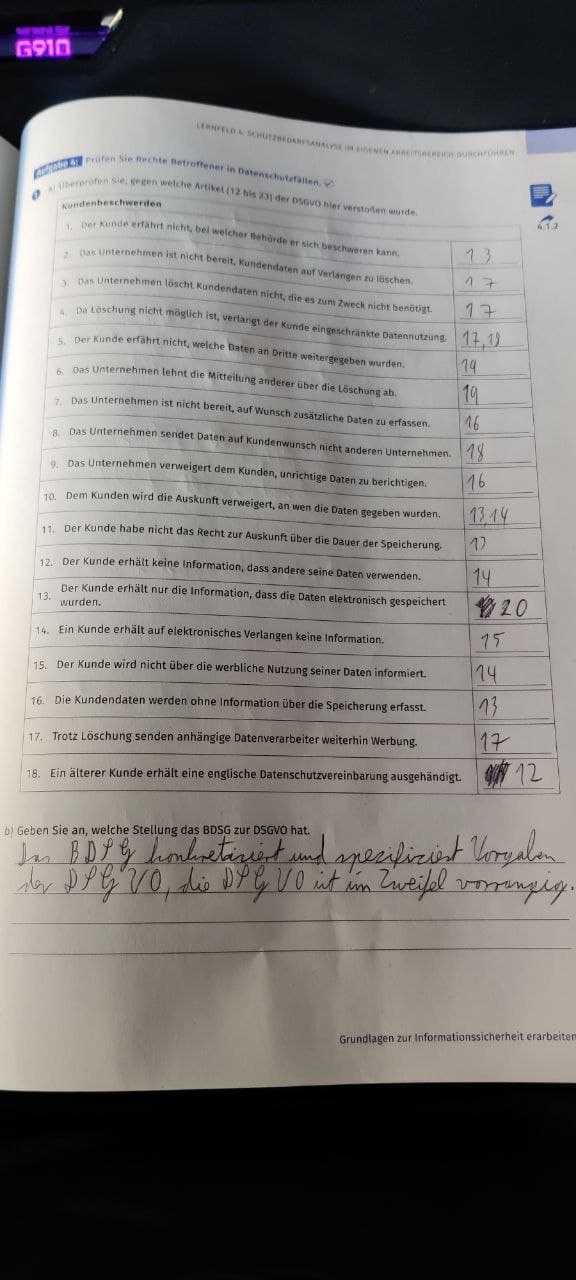 G910
LERNFELD 4: SCHUTZBEDARFSANALYSE IM EIGENEN ARBEITSBEREICH DURCHFÜHREN
Aufgabe 4: Prüfen Sie Rechte Betroffener in Datenschutzfällen.
a) Überprüfen Sie, gegen welche Artikel (12 bis 23) der DSGVO hier verstoßen wurde.
4.1.2
Kundenbeschwerden
1. Der Kunde erfährt nicht, bei welcher Behörde er sich beschweren kann. 13
2. Das Unternehmen ist nicht bereit, Kundendaten auf Verlangen zu löschen. 17
3. Das Unternehmen löscht Kundendaten nicht, die es zum Zweck nicht benötigt. 17
4. Da Löschung nicht möglich ist, verlangt der Kunde eingeschränkte Datennutzung. 17,18
5. Der Kunde erfährt nicht, welche Daten an Dritte weitergegeben wurden. 14
6. Das Unternehmen lehnt die Mitteilung anderer über die Löschung ab. 19
7. Das Unternehmen ist nicht bereit, auf Wunsch zusätzliche Daten zu erfassen. 16
8. Das Unternehmen sendet Daten auf Kundenwunsch nicht anderen Unternehmen. 18
9. Das Unternehmen verweigert dem Kunden, unrichtige Daten zu berichtigen. 16
10. Dem Kunden wird die Auskunft verweigert, an wen die Daten gegeben wurden. 13,14
11. Der Kunde habe nicht das Recht zur Auskunft über die Dauer der Speicherung. 13
12. Der Kunde erhält keine Information, dass andere seine Daten verwenden. 14
13. Der Kunde erhält nur die Information, dass die Daten elektronisch gespeichert
wurden. 20
14. Ein Kunde erhält auf elektronisches Verlangen keine Information. 15
15. Der Kunde wird nicht über die werbliche Nutzung seiner Daten informiert. 14
16. Die Kundendaten werden ohne Information über die Speicherung erfasst. 13
17. Trotz Löschung senden anhängige Datenverarbeiter weiterhin Werbung. 17
18. Ein älterer Kunde erhält eine englische Datenschutzvereinbarung ausgehändigt. 12
b) Geben Sie an, welche Stellung das BDSG zur DSGVO hat.
Das BDSG konkretisiert und spezifiziert Vorgaben
der DSGVO, die DSGVO ist im Zweifel vorrangig.
Grundlagen zur Informationssicherheit erarbeiten